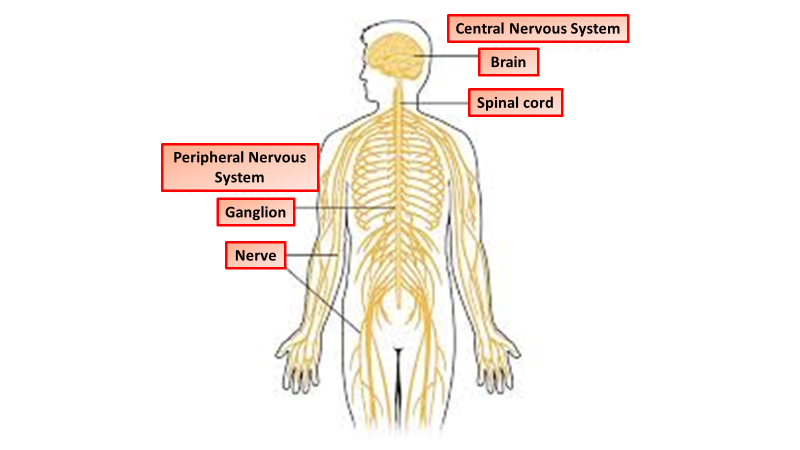 Central Nervous System
Brain
Spinal cord
Peripheral Nervous
System
Ganglion
Nerve